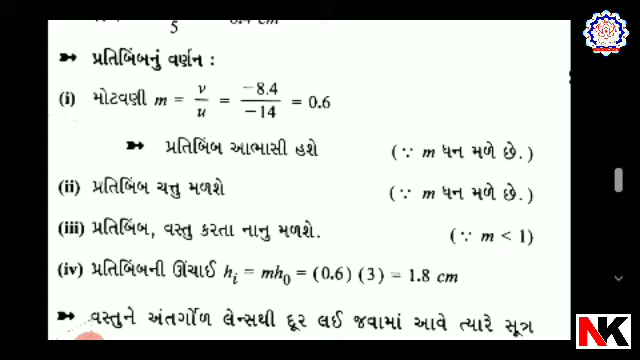 5
➽ પ્રતિબિંબનું વર્ણન :
(i) મોટવણી m = v/u = −8.4/−14 = 0.6
➽ પ્રતિબિંબ આભાસી હશે (∵ m ધન મળે છે.)
(ii) પ્રતિબિંબ ચત્તુ મળશે (∵ m ધન મળે છે.)
(iii) પ્રતિબિંબ, વસ્તુ કરતા નાનુ મળશે. (∵ m < 1)
(iv) પ્રતિબિંબની ઊંચાઈ hᵢ = mh₀ = (0.6) (3) = 1.8 cm
➽ વસ્તુને અંતર્ગોળ લેન્સથી દૂર લઈ જવામાં આવે ત્યારે સૂત્ર
NK